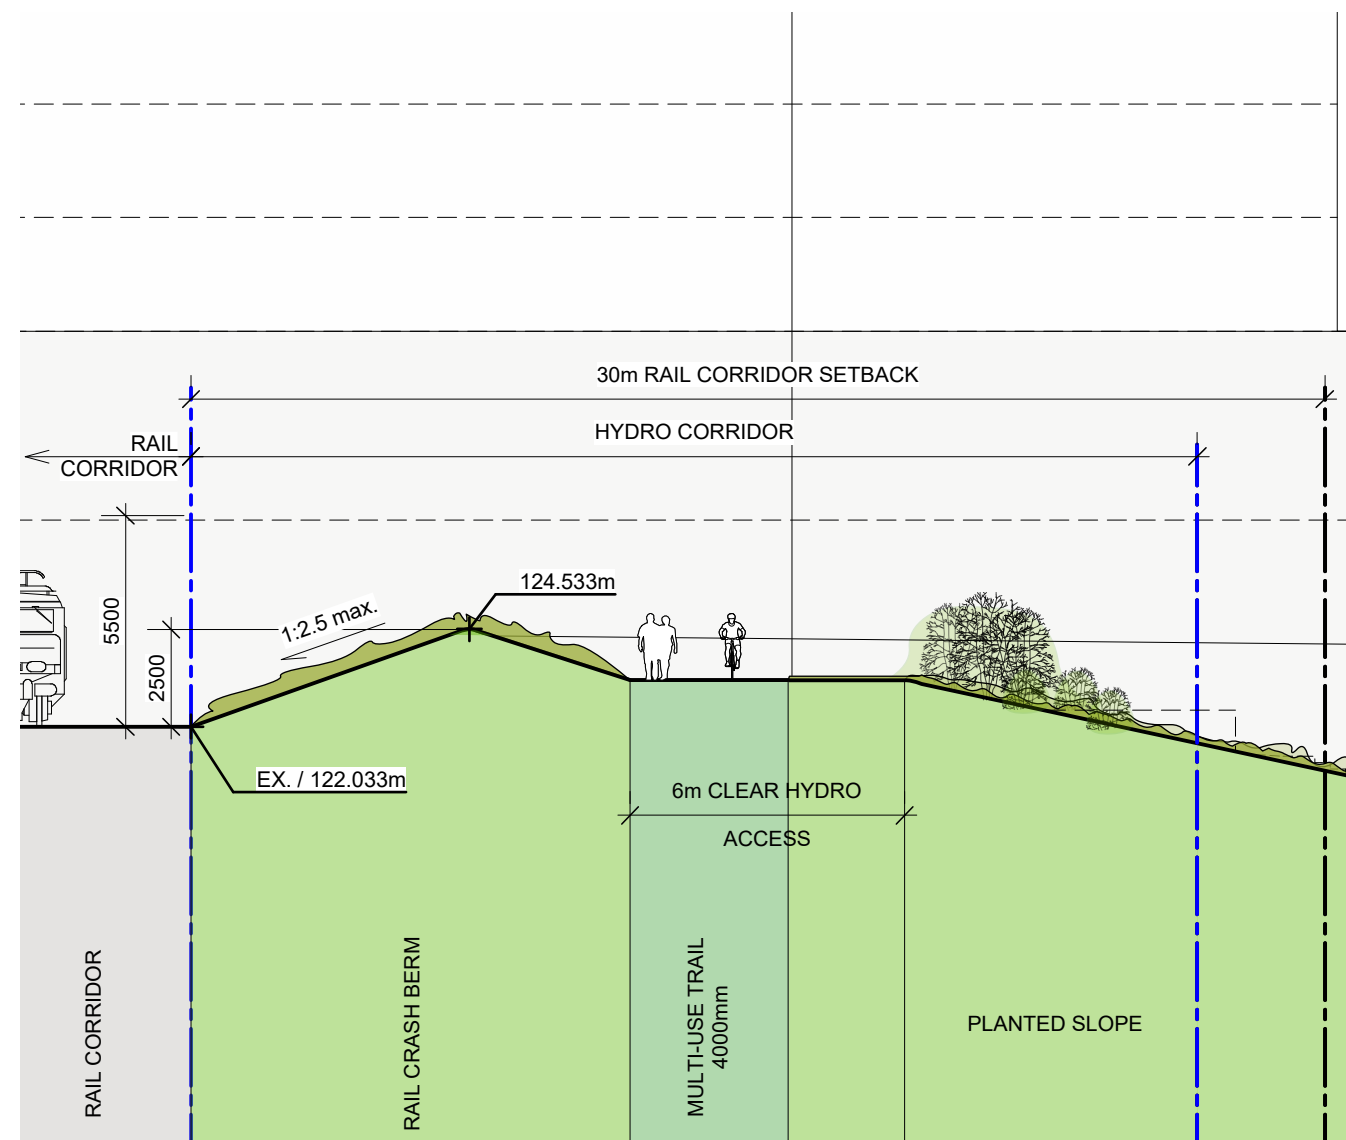 30m RAIL CORRIDOR SETBACK
HYDRO CORRIDOR
RAIL
CORRIDOR
124.533m
1:2.5 max.
5500
2500
EX. / 122.033m
6m CLEAR HYDRO
ACCESS
RAIL CORRIDOR
RAIL CRASH BERM
MULTI-USE TRAIL
4000mm
PLANTED SLOPE